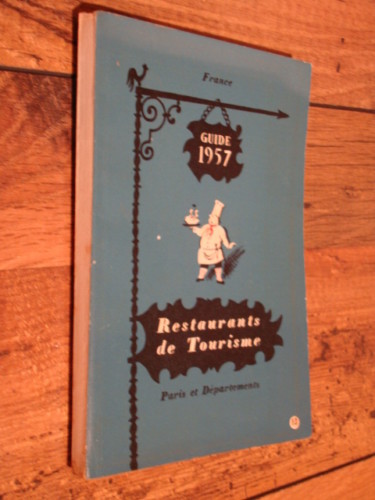 France
GUIDE
1957
Restaurants
de Tourisme
Paris et Départements